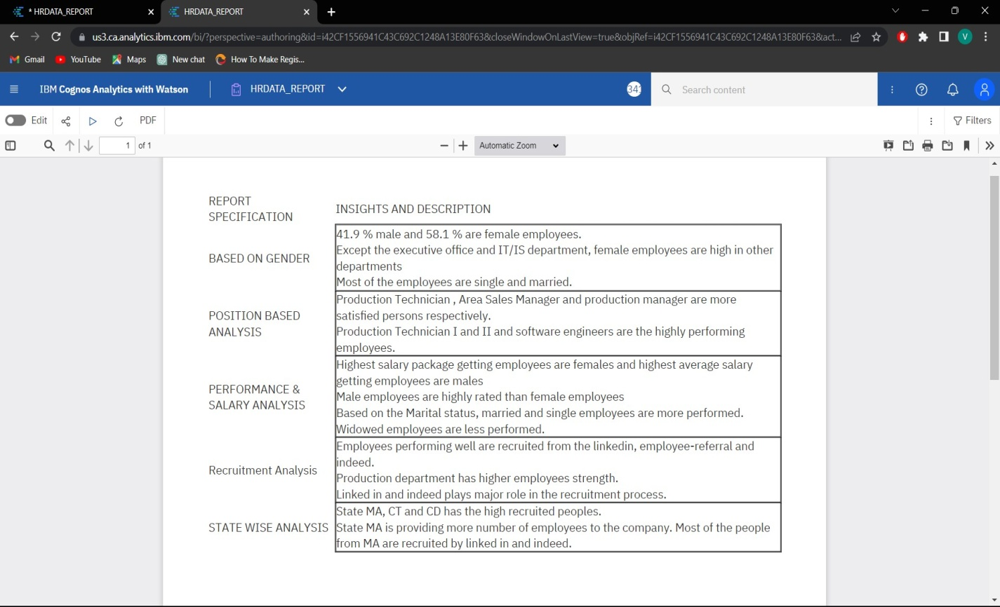 * HRDATA_REPORT
HRDATA_REPORT
us3.ca.analytics.ibm.com/bi/?perspective=authoring&id=i42CF1556941C43C692C1248A13E80F63&closeWindowOnLastView=true&objRef=i42CF1556941C43C692C1248A13E80F63&act...
V
Gmail
YouTube
Maps
New chat
How To Make Regis...
IBM Cognos Analytics with Watson
HRDATA_REPORT
Search content
Edit
PDF
Filters
1 of 1
Automatic Zoom
REPORT
SPECIFICATION
INSIGHTS AND DESCRIPTION
BASED ON GENDER
41.9 % male and 58.1 % are female employees.
Except the executive office and IT/IS department, female employees are high in other
departments
Most of the employees are single and married.
POSITION BASED
ANALYSIS
Production Technician , Area Sales Manager and production manager are more
satisfied persons respectively.
Production Technician I and II and software engineers are the highly performing
employees.
PERFORMANCE &
SALARY ANALYSIS
Highest salary package getting employees are females and highest average salary
getting employees are males
Male employees are highly rated than female employees
Based on the Marital status, married and single employees are more performed.
Widowed employees are less performed.
Recruitment Analysis
Employees performing well are recruited from the linkedin, employee-referral and
indeed.
Production department has higher employees strength.
Linked in and indeed plays major role in the recruitment process.
STATE WISE ANALYSIS
State MA, CT and CD has the high recruited peoples.
State MA is providing more number of employees to the company. Most of the people
from MA are recruited by linked in and indeed.